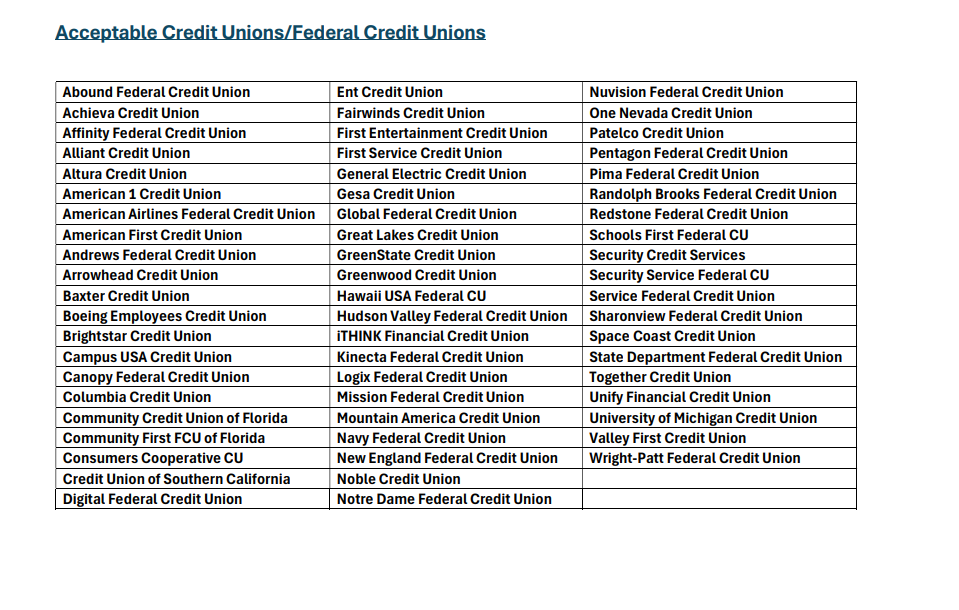 Acceptable Credit Unions/Federal Credit Unions
Abound Federal Credit Union Ent Credit Union Nuvision Federal Credit Union
Achieva Credit Union Fairwinds Credit Union One Nevada Credit Union
Affinity Federal Credit Union First Entertainment Credit Union Patelco Credit Union
Alliant Credit Union First Service Credit Union Pentagon Federal Credit Union
Altura Credit Union General Electric Credit Union Pima Federal Credit Union
American 1 Credit Union Gesa Credit Union Randolph Brooks Federal Credit Union
American Airlines Federal Credit Union Global Federal Credit Union Redstone Federal Credit Union
American First Credit Union Great Lakes Credit Union Schools First Federal CU
Andrews Federal Credit Union GreenState Credit Union Security Credit Services
Arrowhead Credit Union Greenwood Credit Union Security Service Federal CU
Baxter Credit Union Hawaii USA Federal CU Service Federal Credit Union
Boeing Employees Credit Union Hudson Valley Federal Credit Union Sharonview Federal Credit Union
Brightstar Credit Union iTHINK Financial Credit Union Space Coast Credit Union
Campus USA Credit Union Kinecta Federal Credit Union State Department Federal Credit Union
Canopy Federal Credit Union Logix Federal Credit Union Together Credit Union
Columbia Credit Union Mission Federal Credit Union Unify Financial Credit Union
Community Credit Union of Florida Mountain America Credit Union University of Michigan Credit Union
Community First FCU of Florida Navy Federal Credit Union Valley First Credit Union
Consumers Cooperative CU New England Federal Credit Union Wright-Patt Federal Credit Union
Credit Union of Southern California Noble Credit Union
Digital Federal Credit Union Notre Dame Federal Credit Union